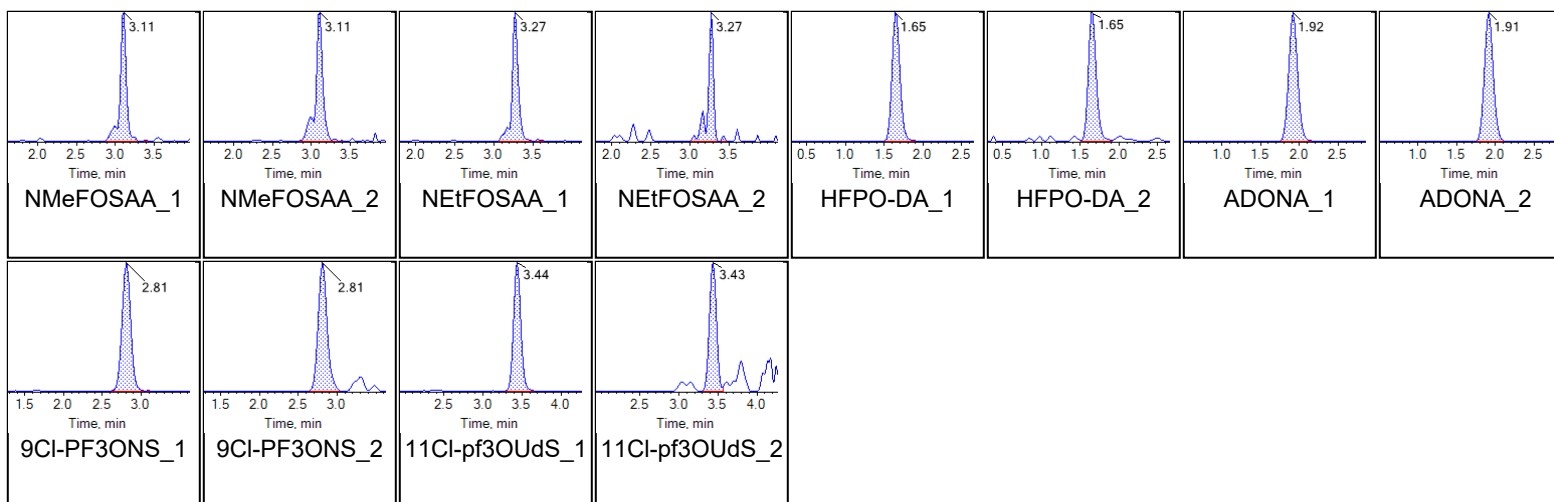 3.11 3.11 3.27 3.27 1.65 1.65 1.92 1.91
2.0 3.0 3.5 2.0 3.0 3.5 2.0 3.0 3.5 2.0 2.5 3.0 3.5 0.5 1.0 1.5 2.0 2.5 0.5 1.0 1.5 2.0 2.5 1.0 1.5 2.0 2.5 1.0 1.5 2.0 2.5
Time, min Time, min Time, min Time, min Time, min Time, min Time, min Time, min
NMeFOSAA_1 NMeFOSAA_2 NEtFOSAA_1 NEtFOSAA_2 HFPO-DA_1 HFPO-DA_2 ADONA_1 ADONA_2
2.81 2.81 3.44 3.43
1.5 2.0 2.5 3.0 1.5 2.0 2.5 3.0 2.5 3.0 3.5 4.0 2.5 3.0 3.5 4.0
Time, min Time, min Time, min Time, min
9Cl-PF3ONS_1 9Cl-PF3ONS_2 11Cl-pf3OUdS_1 11Cl-pf3OUdS_2